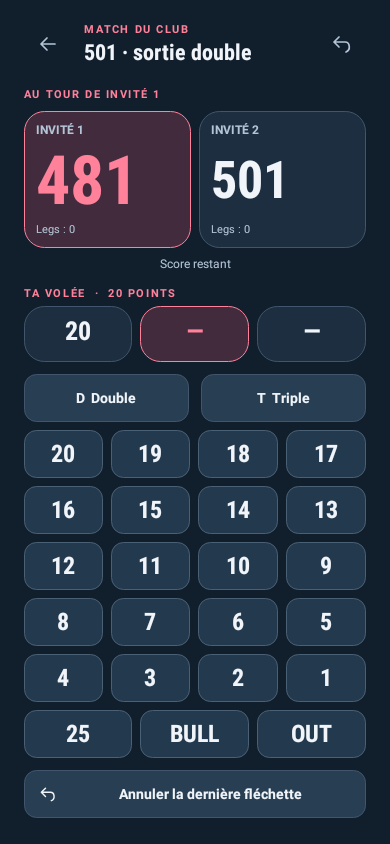 MATCH DU CLUB
501 · sortie double
AU TOUR DE INVITÉ 1
INVITÉ 1
481
Legs : 0
INVITÉ 2
501
Legs : 0
Score restant
TA VOLÉE · 20 POINTS
20 — —
D Double T Triple
20 19 18 17
16 15 14 13
12 11 10 9
8 7 6 5
4 3 2 1
25 BULL OUT
Annuler la dernière fléchette